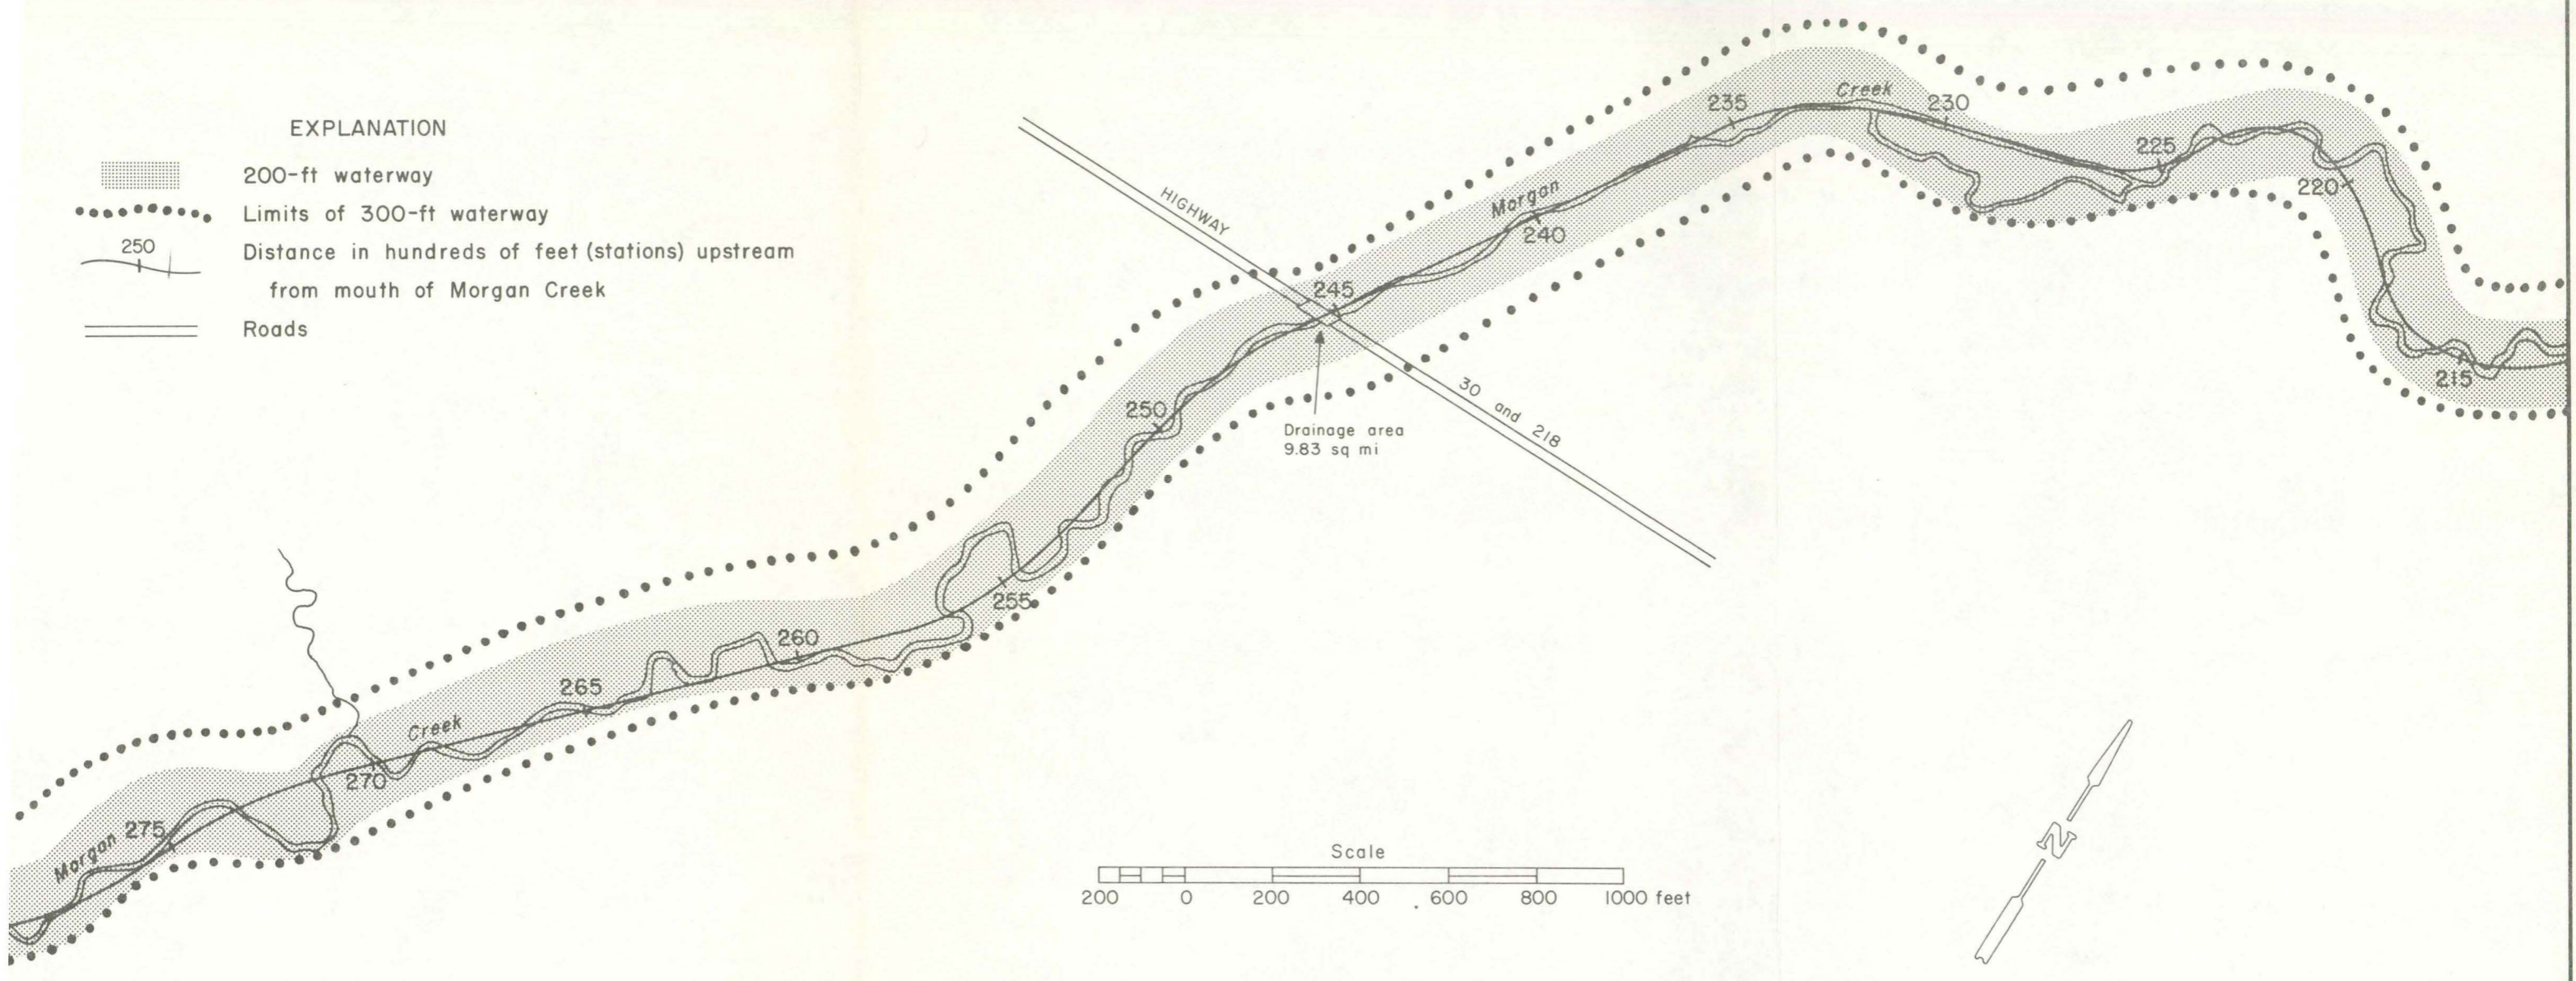 EXPLANATION
200-ft waterway
Limits of 300-ft waterway
250
Distance in hundreds of feet (stations) upstream
from mouth of Morgan Creek
Roads
HIGHWAY
30 and 218
Morgan
Creek
235
230
225
220
215
240
245
250
Drainage area
9.83 sq mi
255
260
265
Creek
270
275
Morgan
Scale
200 0 200 400 600 800 1000 feet
N